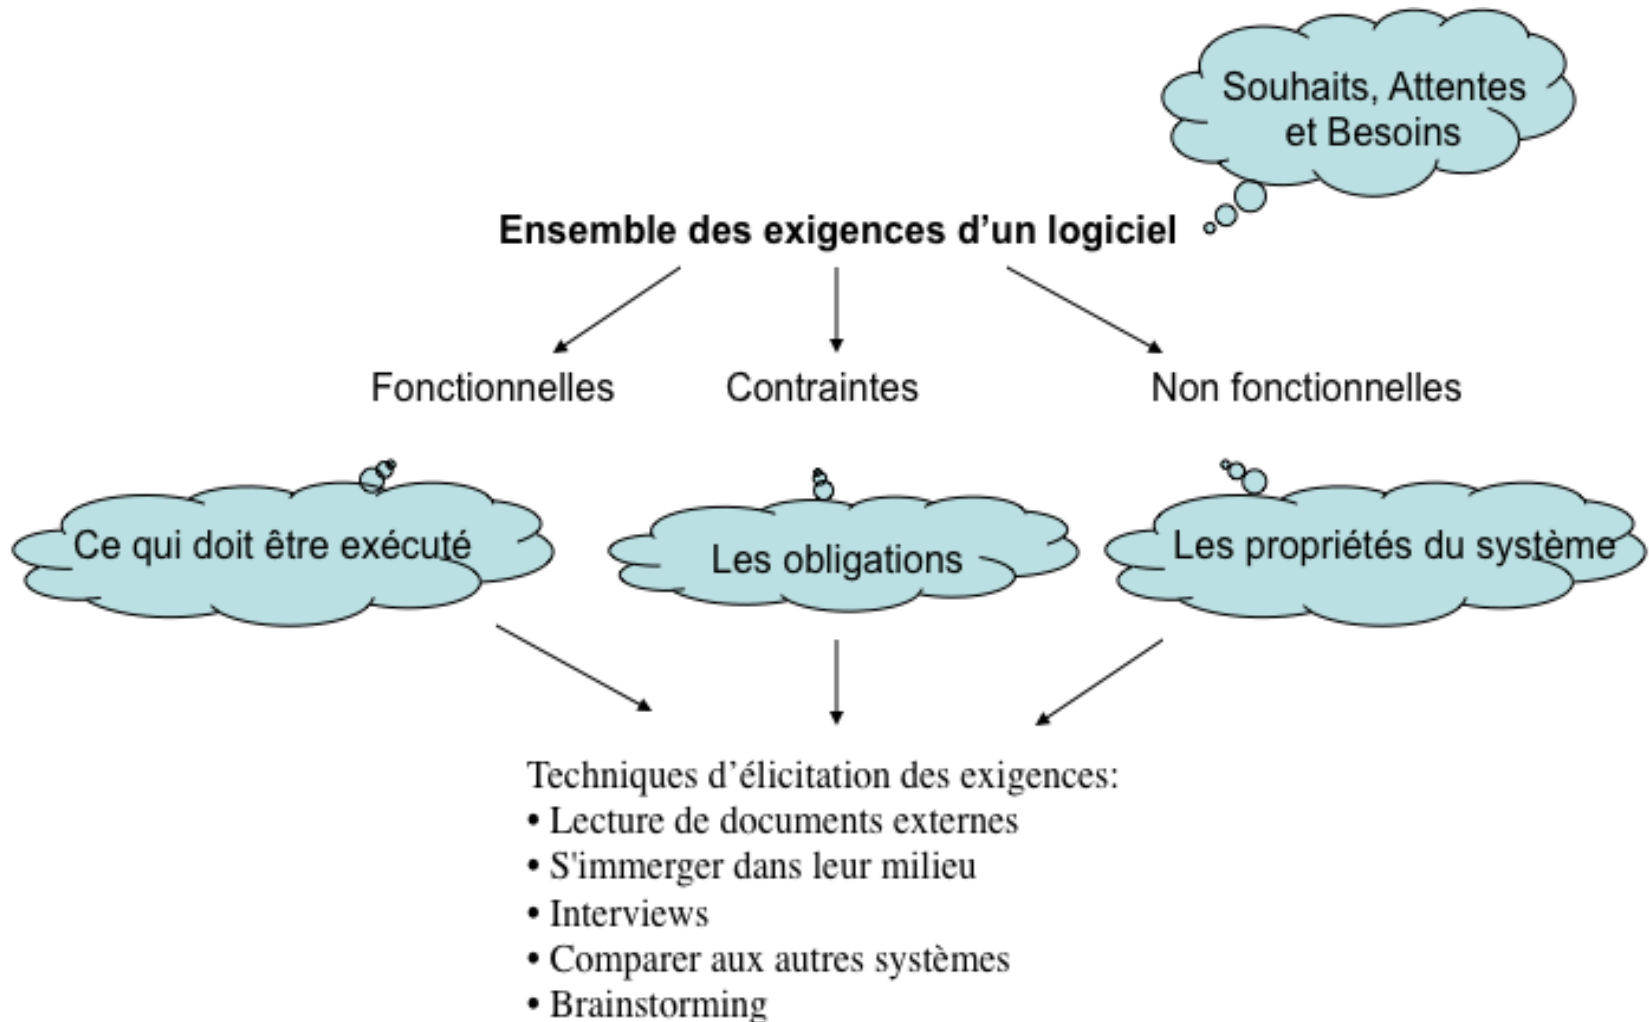 Souhaits, Attentes
et Besoins
Ensemble des exigences d’un logiciel
Fonctionnelles
Contraintes
Non fonctionnelles
Ce qui doit être exécuté
Les obligations
Les propriétés du système
Techniques d’élicitation des exigences:
• Lecture de documents externes
• S'immerger dans leur milieu
• Interviews
• Comparer aux autres systèmes
• Brainstorming